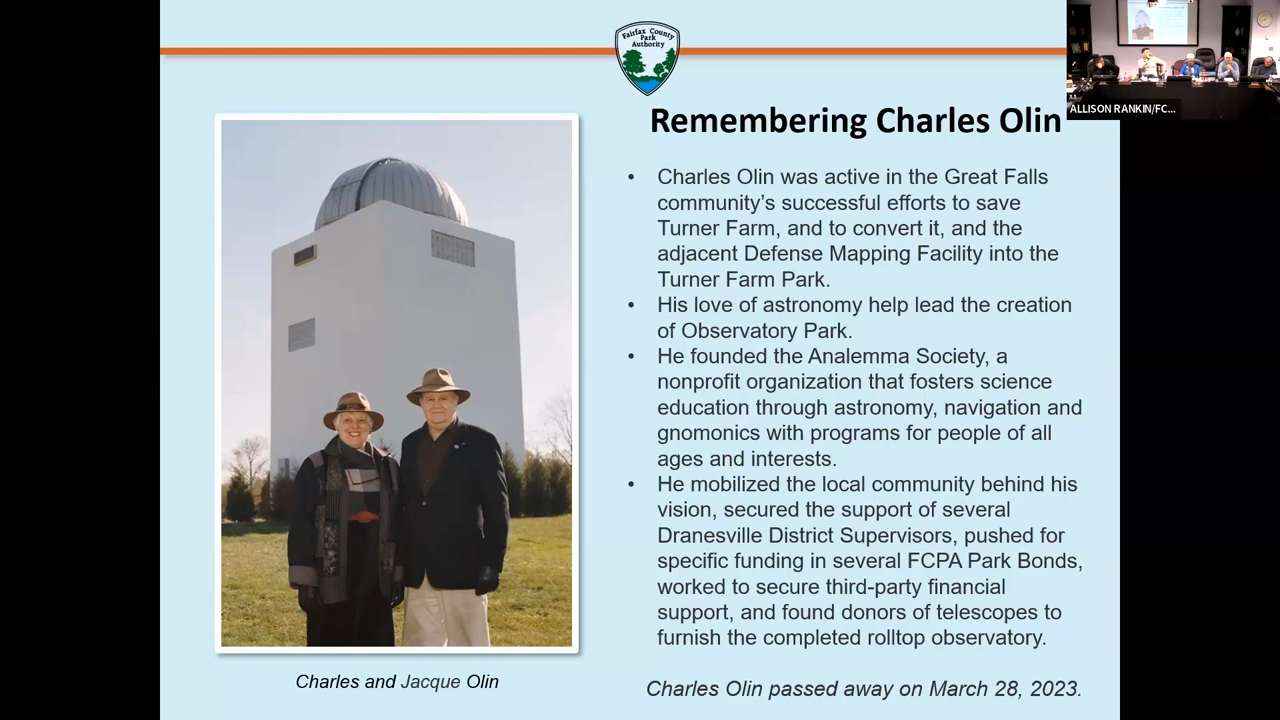 Fairfax County
Park
Authority
ALLISON RANKIN/FC...
Remembering Charles Olin
• Charles Olin was active in the Great Falls
community’s successful efforts to save
Turner Farm, and to convert it, and the
adjacent Defense Mapping Facility into the
Turner Farm Park.
• His love of astronomy help lead the creation
of Observatory Park.
• He founded the Analemma Society, a
nonprofit organization that fosters science
education through astronomy, navigation and
gnomonics with programs for people of all
ages and interests.
• He mobilized the local community behind his
vision, secured the support of several
Dranesville District Supervisors, pushed for
specific funding in several FCPA Park Bonds,
worked to secure third-party financial
support, and found donors of telescopes to
furnish the completed rolltop observatory.
Charles and Jacque Olin
Charles Olin passed away on March 28, 2023.